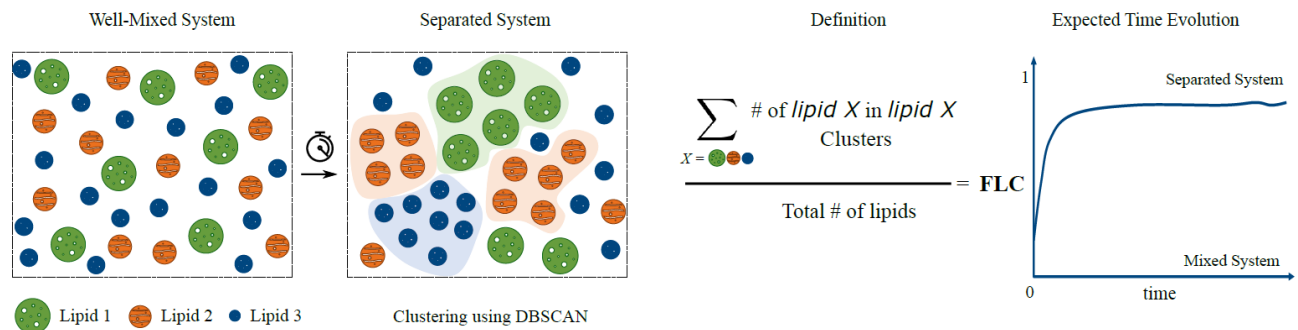 Well-Mixed System
Separated System
Definition
Expected Time Evolution
# of lipid X in lipid X
Clusters
X =
Total # of lipids
= FLC
1
Separated System
Mixed System
0
time
Lipid 1
Lipid 2
Lipid 3
Clustering using DBSCAN